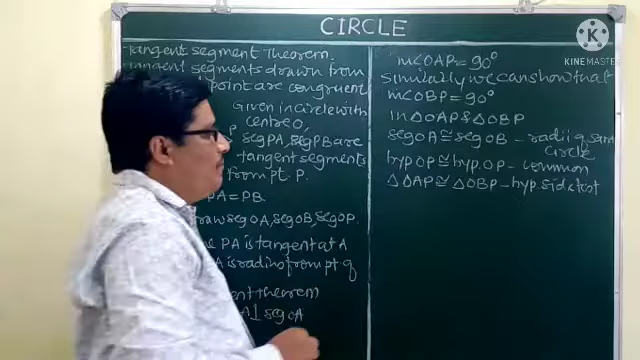 CIRCLE
Tangent segment Theorem.
Tangent segments drawn from
point are congruent
Given in circle with
centre O,
P seg PA, seg PB are
tangent segments
from pt. P.
PA = PB
seg OA, seg OB, seg OP.
PA is tangent at A
is radius from pt of
theorem
A ⊥ seg OA
m∠OAP = 90°
Similarly we can show that
m∠OBP = 90°
in △OAP & △OBP
seg OA ≅ seg OB - radii of same
circle
hyp OP ≅ hyp. OP - common
△OAP ≅ △OBP - hyp. side test
K
KINEMASTER